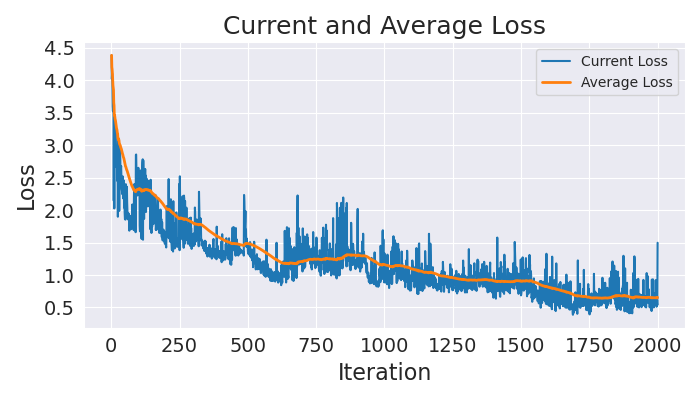 Current and Average Loss
4.5
4.0
3.5
3.0
2.5
2.0
1.5
1.0
0.5
Loss
Current Loss
Average Loss
0 250 500 750 1000 1250 1500 1750 2000
Iteration